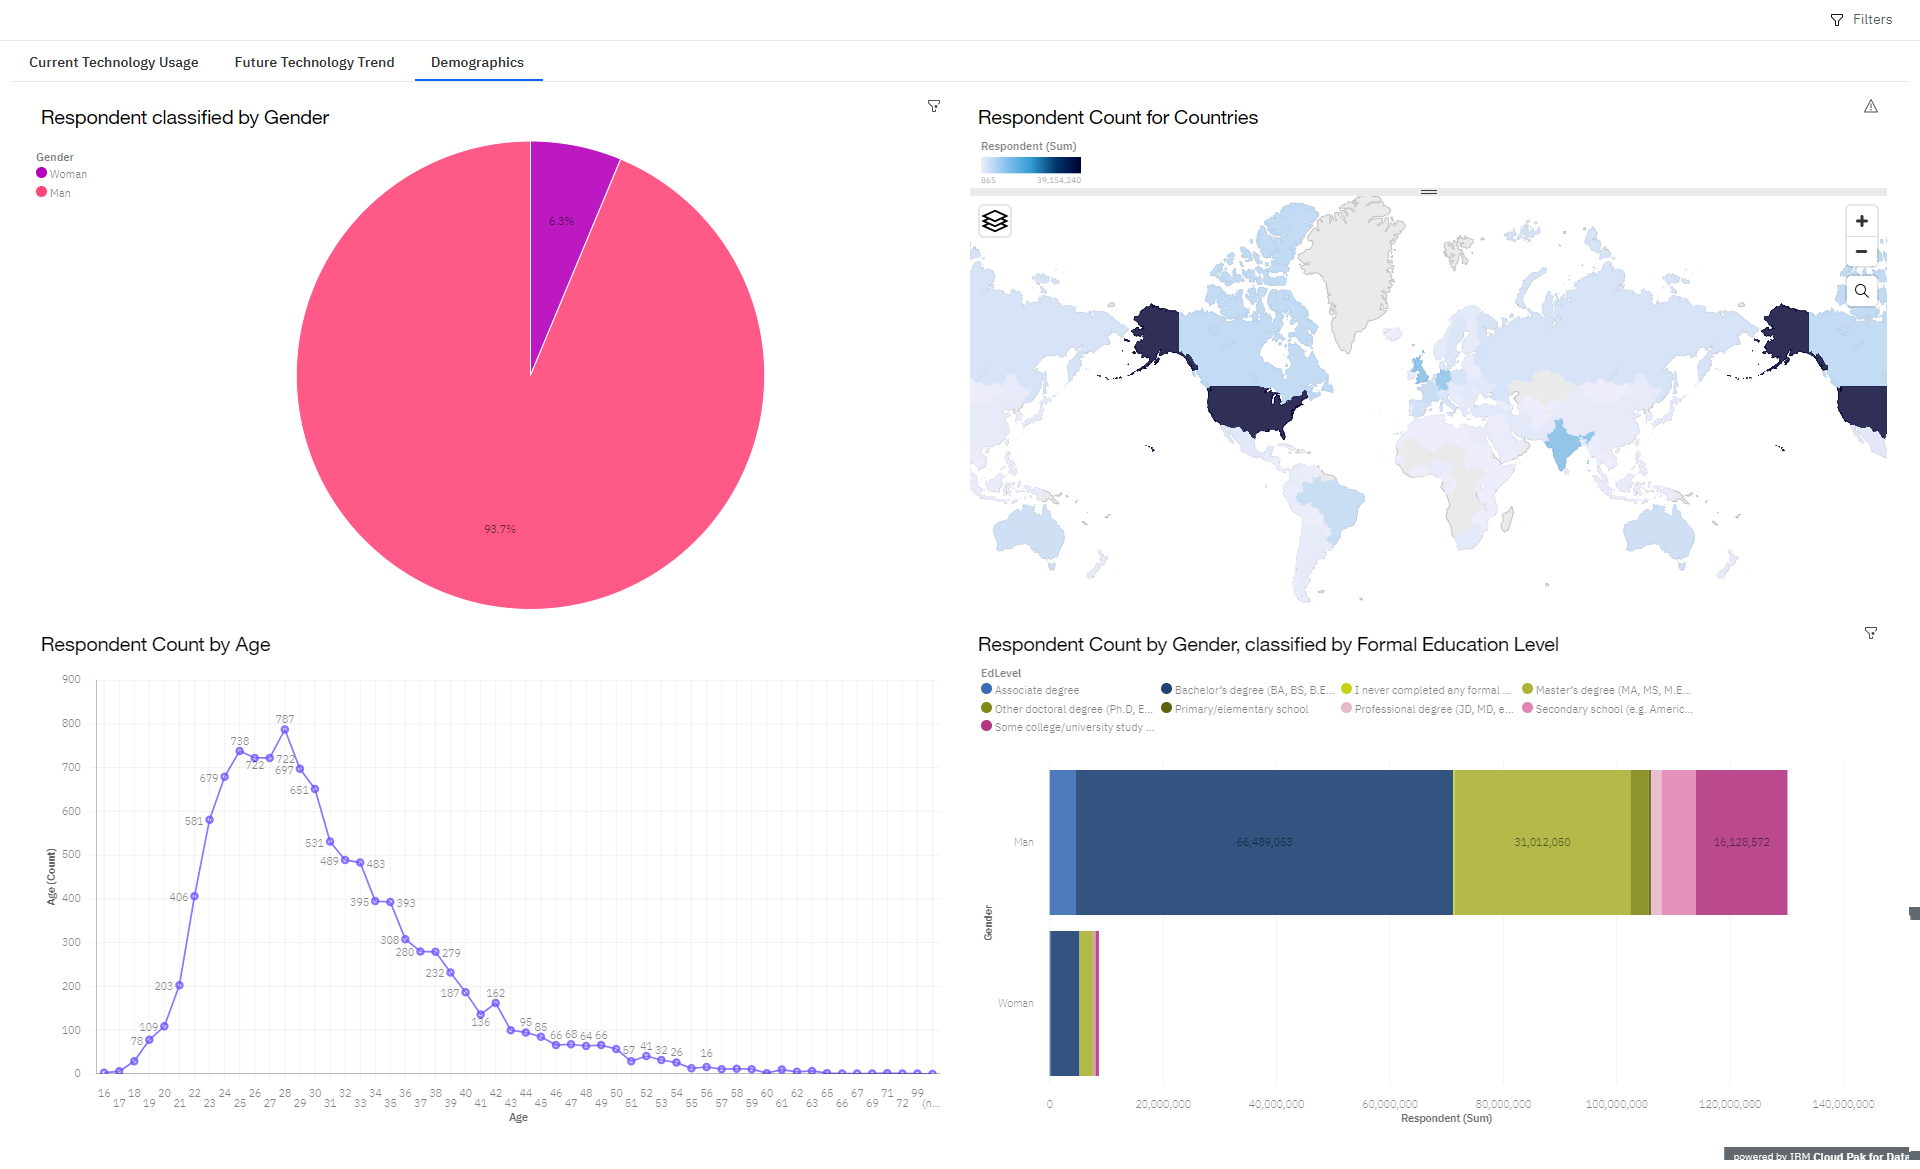 Filters
Current Technology Usage Future Technology Trend Demographics
Respondent classified by Gender
Gender
Woman
Man
6.3%
93.7%
Respondent Count for Countries
Respondent (Sum)
865 39,154,240
Respondent Count by Age
900
800
700
600
500
400
300
200
100
0
Age (Count)
78
109
203
406
581
679
738
722
722
787
697
651
531
489
483
395
393
308
280
279
232
187
136
162
95
85
66
68
64
66
57
41
32
26
16
16 18 20 22 24 26 28 30 32 34 36 38 40 42 44 46 48 50 52 54 56 58 60 62 64 67 71 99
17 19 21 23 25 27 29 31 33 35 37 39 41 43 45 47 49 51 53 55 57 59 61 63 66 69 72 (n...
Age
Respondent Count by Gender, classified by Formal Education Level
EdLevel
Associate degree Bachelor's degree (BA, BS, B.E... I never completed any formal ... Master's degree (MA, MS, M.E...
Other doctoral degree (Ph.D, E... Primary/elementary school Professional degree (JD, MD, e... Secondary school (e.g. Americ...
Some college/university study ...
Gender
Man
66,489,053 31,012,050 16,128,572
Woman
0 20,000,000 40,000,000 60,000,000 80,000,000 100,000,000 120,000,000 140,000,000
Respondent (Sum)
powered by IBM Cloud Pak for Data